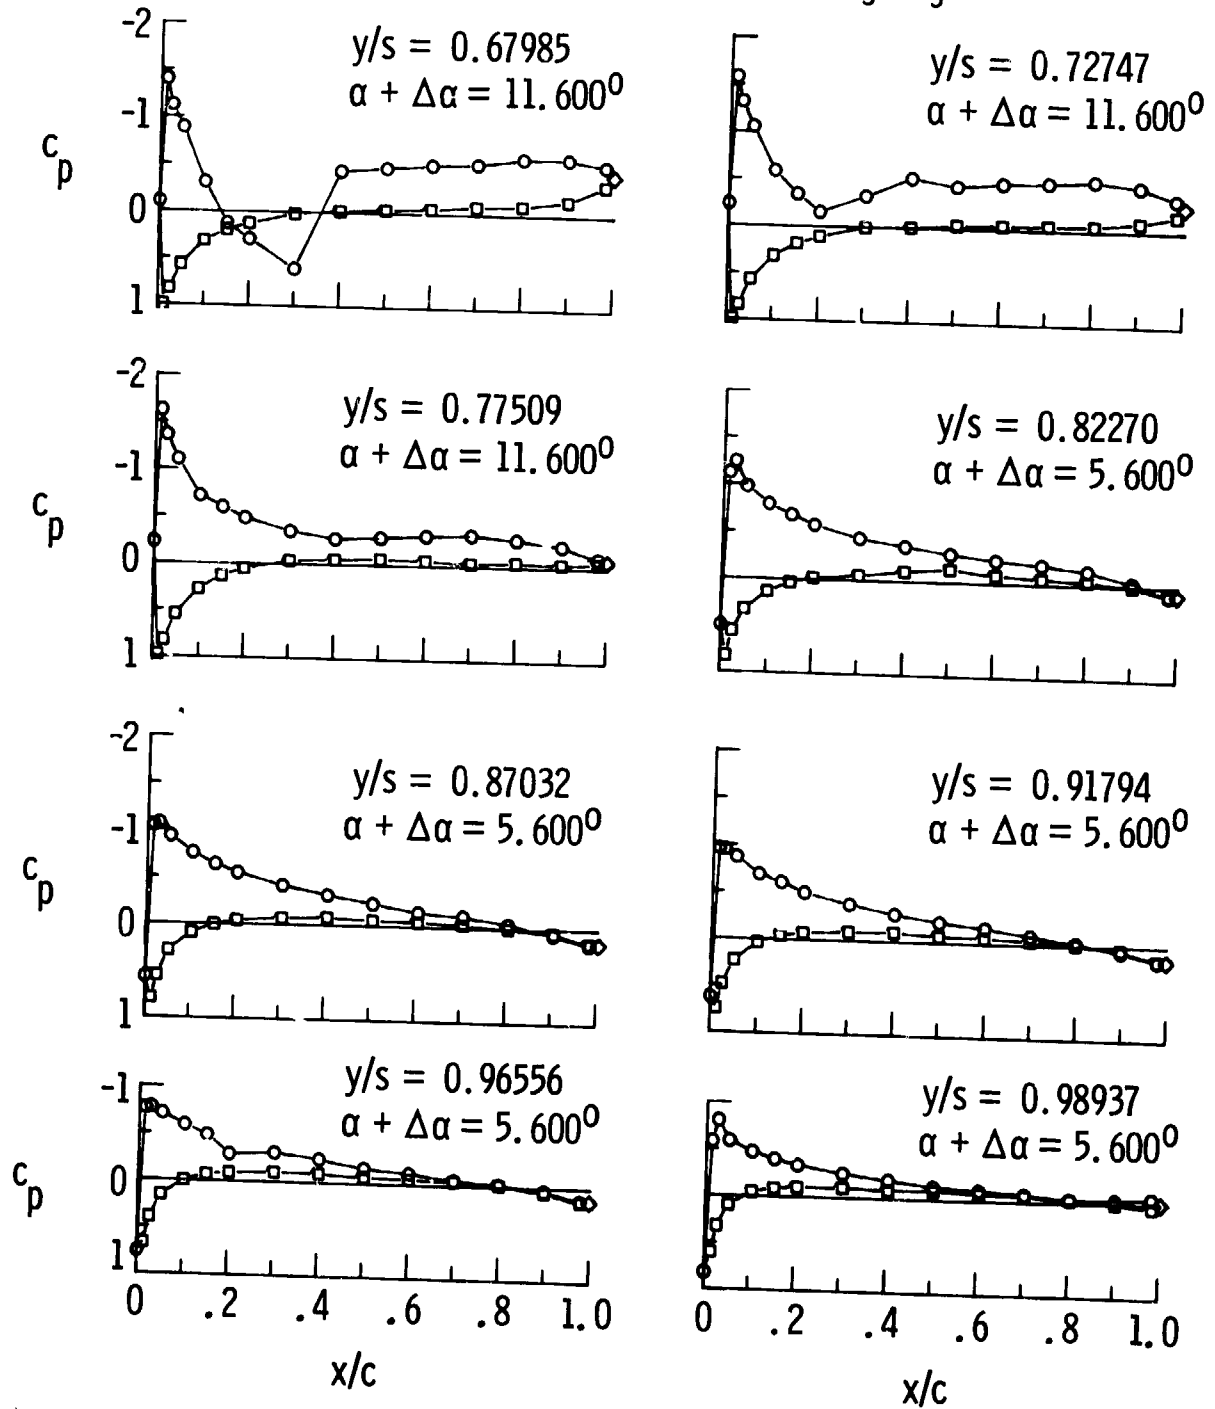 -2
-1
0
1
c_p
y/s = 0.67985
α + Δα = 11.600⁰
y/s = 0.72747
α + Δα = 11.600⁰
-2
-1
0
1
c_p
y/s = 0.77509
α + Δα = 11.600⁰
y/s = 0.82270
α + Δα = 5.600⁰
-2
-1
0
1
c_p
y/s = 0.87032
α + Δα = 5.600⁰
y/s = 0.91794
α + Δα = 5.600⁰
-1
0
1
c_p
y/s = 0.96556
α + Δα = 5.600⁰
y/s = 0.98937
α + Δα = 5.600⁰
0 .2 .4 .6 .8 1.0
x/c
0 .2 .4 .6 .8 1.0
x/c